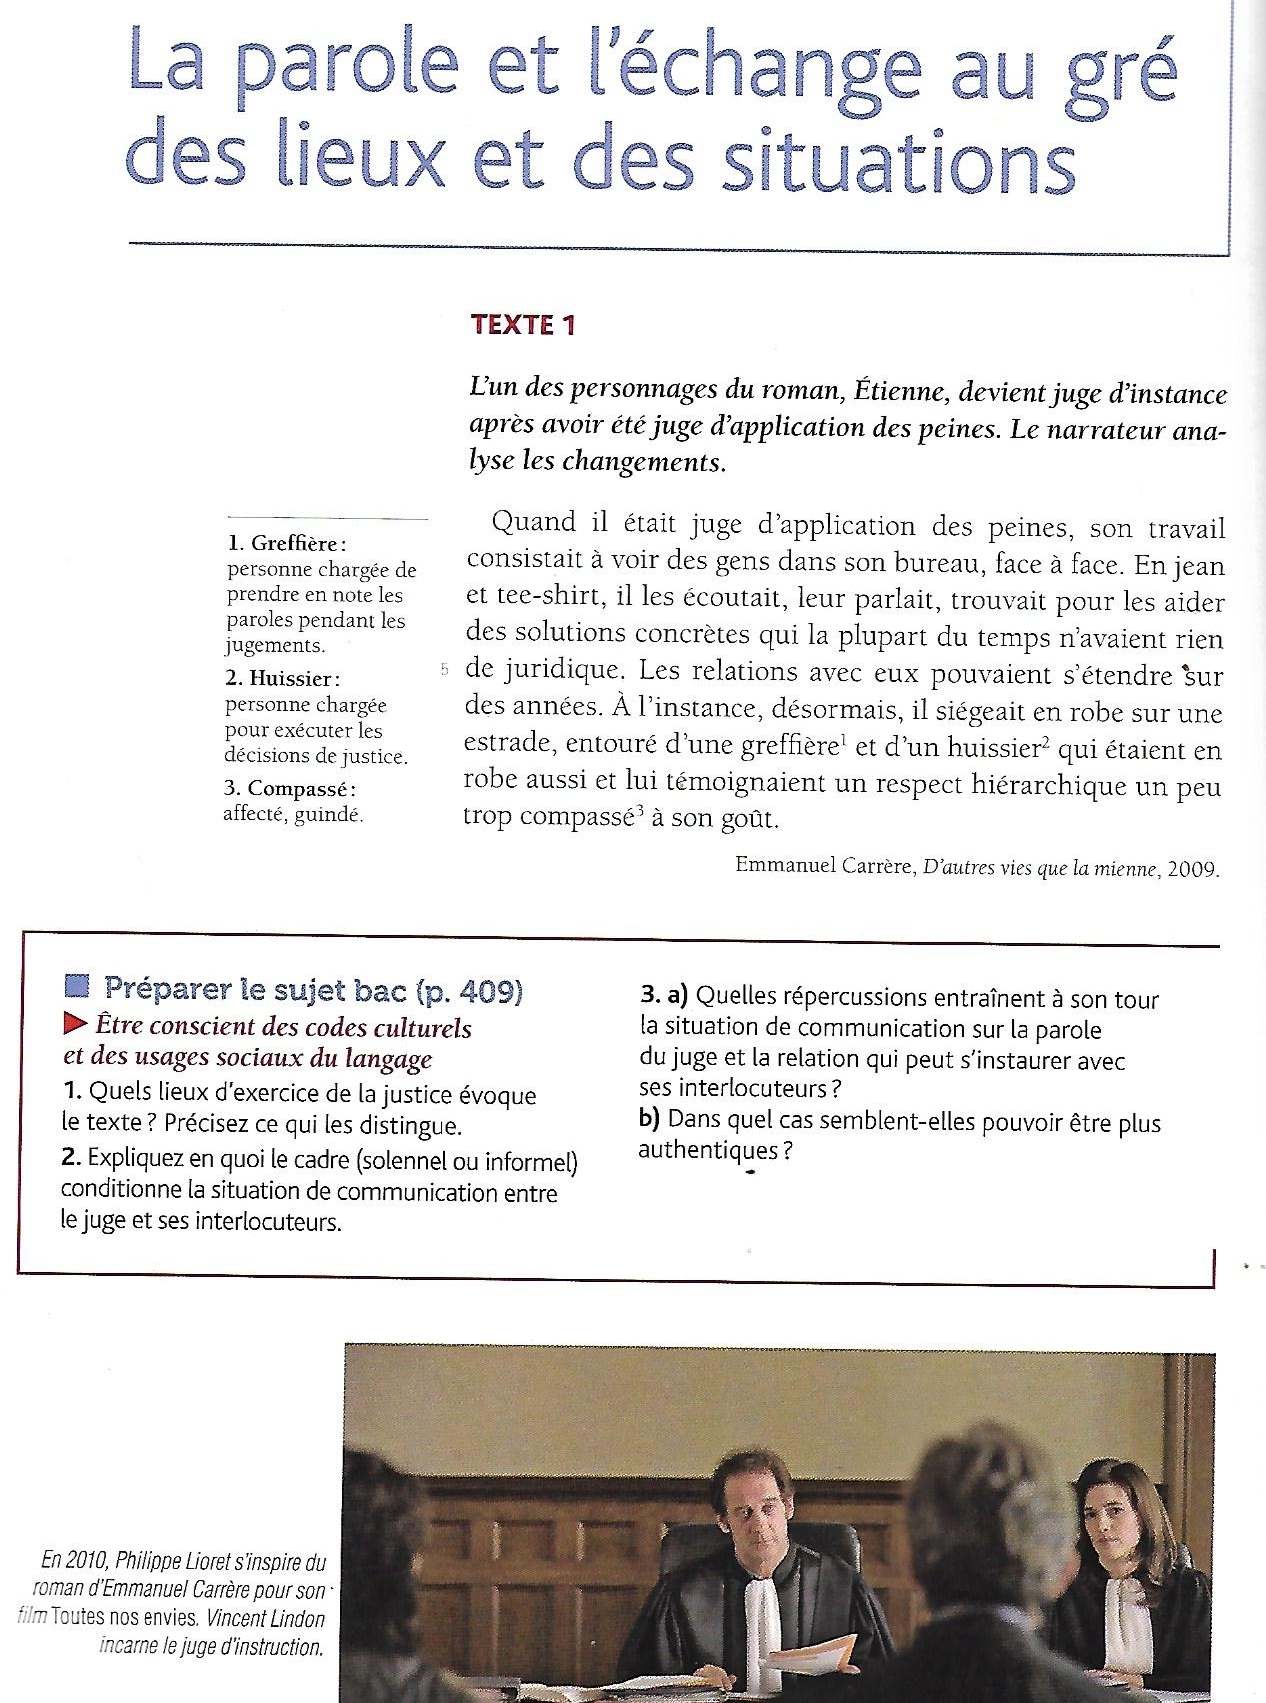 La parole et l'échange au gré
des lieux et des situations
TEXTE 1
L'un des personnages du roman, Étienne, devient juge d'instance
après avoir été juge d'application des peines. Le narrateur ana-
lyse les changements.
Quand il était juge d'application des peines, son travail
consistait à voir des gens dans son bureau, face à face. En jean
et tee-shirt, il les écoutait, leur parlait, trouvait pour les aider
des solutions concrètes qui la plupart du temps n'avaient rien
5 de juridique. Les relations avec eux pouvaient s'étendre sur
des années. À l'instance, désormais, il siégeait en robe sur une
estrade, entouré d'une greffière1 et d'un huissier2 qui étaient en
robe aussi et lui témoignaient un respect hiérarchique un peu
trop compassé3 à son goût.
Emmanuel Carrère, D'autres vies que la mienne, 2009.
1. Greffière :
personne chargée de
prendre en note les
paroles pendant les
jugements.
2. Huissier :
personne chargée
pour exécuter les
décisions de justice.
3. Compassé :
affecté, guindé.
Préparer le sujet bac (p. 409)
Être conscient des codes culturels
et des usages sociaux du langage
1. Quels lieux d'exercice de la justice évoque
le texte ? Précisez ce qui les distingue.
2. Expliquez en quoi le cadre (solennel ou informel)
conditionne la situation de communication entre
le juge et ses interlocuteurs.
3. a) Quelles répercussions entraînent à son tour
la situation de communication sur la parole
du juge et la relation qui peut s'instaurer avec
ses interlocuteurs ?
b) Dans quel cas semblent-elles pouvoir être plus
authentiques ?
En 2010, Philippe Lioret s'inspire du
roman d'Emmanuel Carrère pour son
film Toutes nos envies. Vincent Lindon
incarne le juge d'instruction.